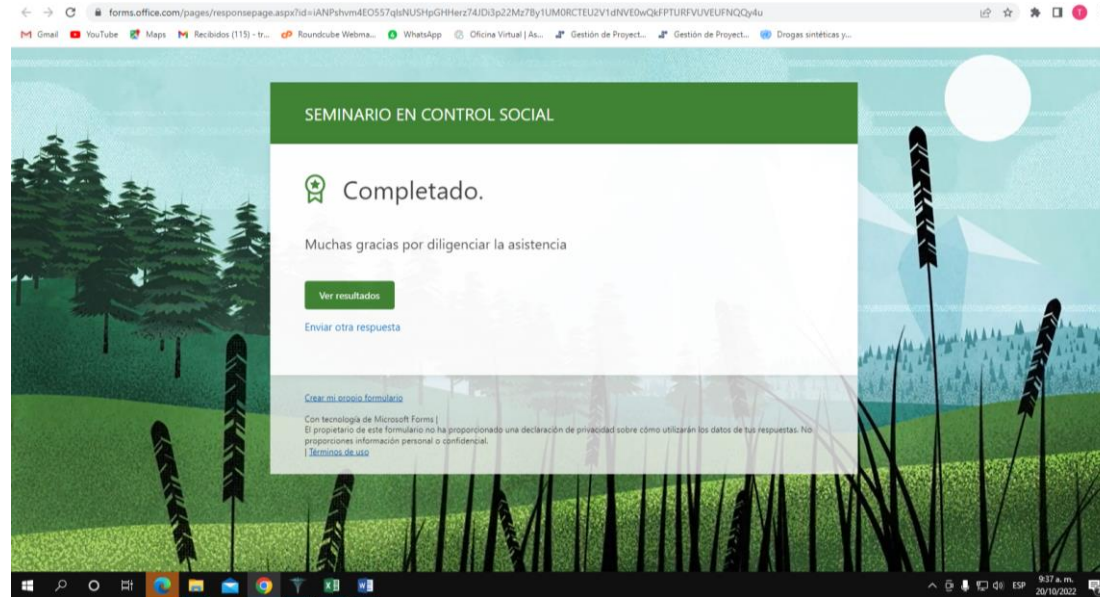 forms.office.com/pages/responsepage.aspx?id=iANPshvm4EO557qlsNUSHpGHHerz74JDi3p22Mz78y1UM0RCTEU2V1dNVE0wQkFPTURFVUVEUFNQQy4u
Gmail YouTube Maps Recibidos (115) - tr... Roundcube Webma... WhatsApp Oficina Virtual | As... Gestión de Proyect... Gestión de Proyect... Drogas sintéticas y...
SEMINARIO EN CONTROL SOCIAL
Completado.
Muchas gracias por diligenciar la asistencia
Ver resultados
Enviar otra respuesta
Crear mi propio formulario
Con tecnología de Microsoft Forms |
El propietario de este formulario no ha proporcionado una declaración de privacidad sobre cómo utilizarán los datos de tus respuestas. No
proporciones información personal o confidencial.
| Términos de uso
ESP
9:37 a. m.
20/10/2022